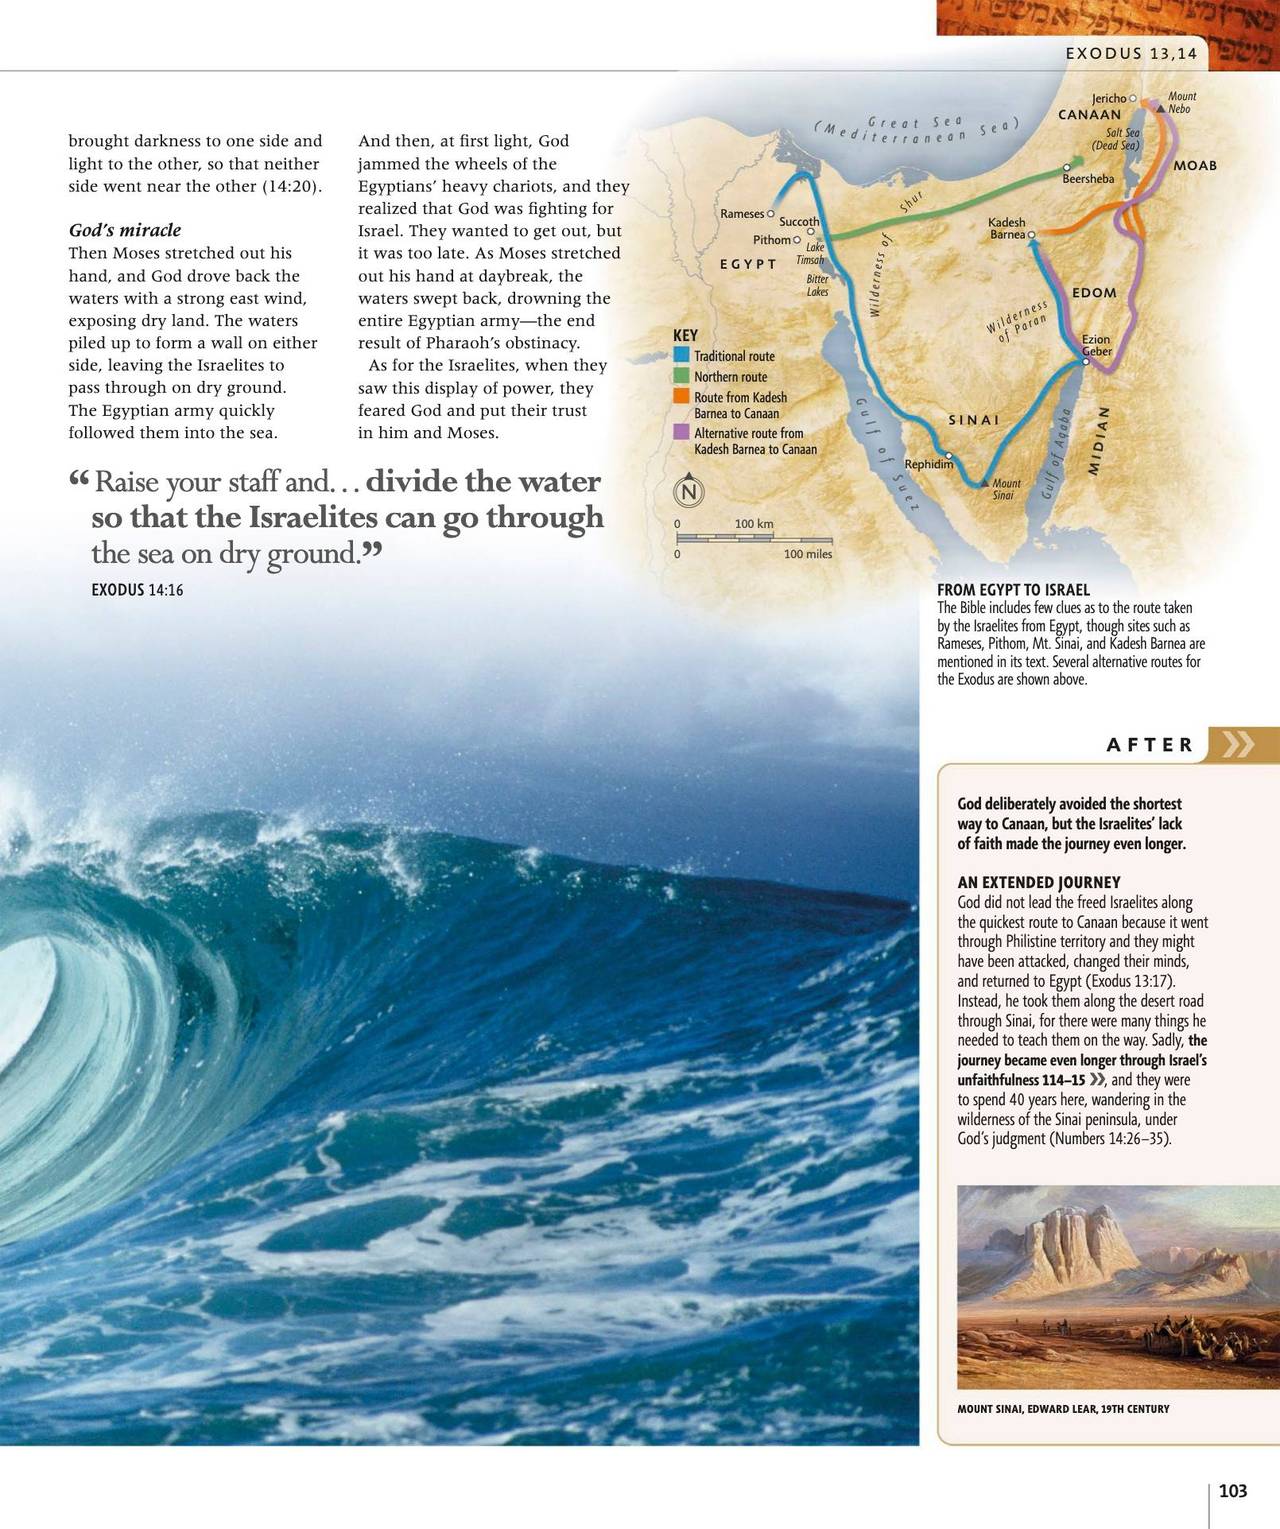 EXODUS 13,14
brought darkness to one side and
light to the other, so that neither
side went near the other (14:20).
God's miracle
Then Moses stretched out his
hand, and God drove back the
waters with a strong east wind,
exposing dry land. The waters
piled up to form a wall on either
side, leaving the Israelites to
pass through on dry ground.
The Egyptian army quickly
followed them into the sea.
And then, at first light, God
jammed the wheels of the
Egyptians' heavy chariots, and they
realized that God was fighting for
Israel. They wanted to get out, but
it was too late. As Moses stretched
out his hand at daybreak, the
waters swept back, drowning the
entire Egyptian army—the end
result of Pharaoh's obstinacy.
As for the Israelites, when they
saw this display of power, they
feared God and put their trust
in him and Moses.
“Raise your staff and... divide the water
so that the Israelites can go through
the sea on dry ground.”
EXODUS 14:16
Great Sea
(Mediterranean Sea)
Jericho
Mount
Nebo
CANAAN
Salt Sea
(Dead Sea)
MOAB
Beersheba
Shur
Wilderness of
Rameses
Succoth
Pithom
Lake
Timsah
EGYPT
Bitter
Lakes
Kadesh
Barnea
EDOM
Wilderness
of Paran
Ezion
Geber
SINAI
Rephidim
Mount
Sinai
Gulf of Suez
Gulf of Aqaba
MIDIAN
KEY
Traditional route
Northern route
Route from Kadesh
Barnea to Canaan
Alternative route from
Kadesh Barnea to Canaan
N
0 100 km
0 100 miles
FROM EGYPT TO ISRAEL
The Bible includes few clues as to the route taken
by the Israelites from Egypt, though sites such as
Rameses, Pithom, Mt. Sinai, and Kadesh Barnea are
mentioned in its text. Several alternative routes for
the Exodus are shown above.
AFTER
God deliberately avoided the shortest
way to Canaan, but the Israelites' lack
of faith made the journey even longer.
AN EXTENDED JOURNEY
God did not lead the freed Israelites along
the quickest route to Canaan because it went
through Philistine territory and they might
have been attacked, changed their minds,
and returned to Egypt (Exodus 13:17).
Instead, he took them along the desert road
through Sinai, for there were many things he
needed to teach them on the way. Sadly, the
journey became even longer through Israel's
unfaithfulness 114–15 », and they were
to spend 40 years here, wandering in the
wilderness of the Sinai peninsula, under
God's judgment (Numbers 14:26–35).
MOUNT SINAI, EDWARD LEAR, 19TH CENTURY
103